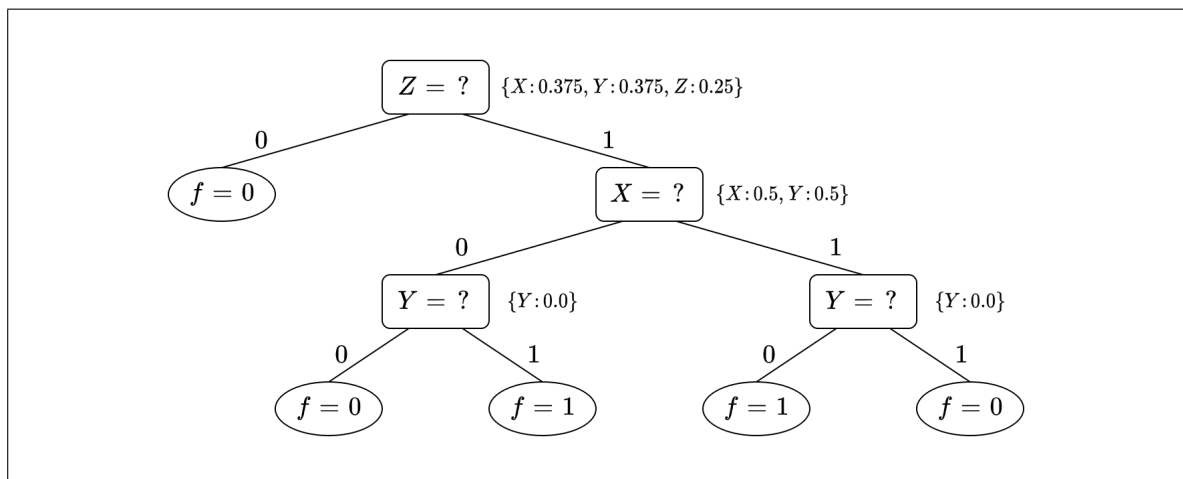 Z = ? {X:0.375, Y:0.375, Z:0.25}
0 1
f = 0 X = ? {X:0.5, Y:0.5}
0 1
Y = ? {Y:0.0} Y = ? {Y:0.0}
0 1 0 1
f = 0 f = 1 f = 1 f = 0